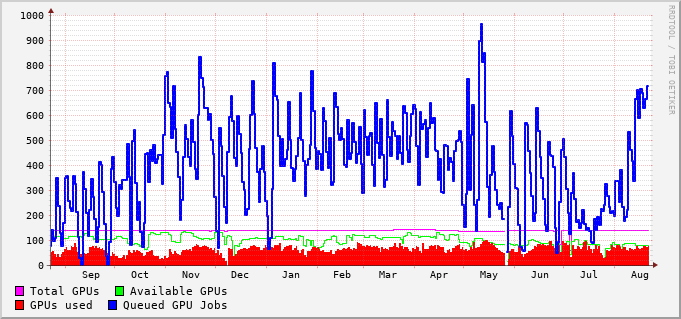 1000
900
800
700
600
500
400
300
200
100
0
Sep Oct Nov Dec Jan Feb Mar Apr May Jun Jul Aug
Total GPUs Available GPUs
GPUs used Queued GPU Jobs
RRDTOOL / TOBI OETIKER